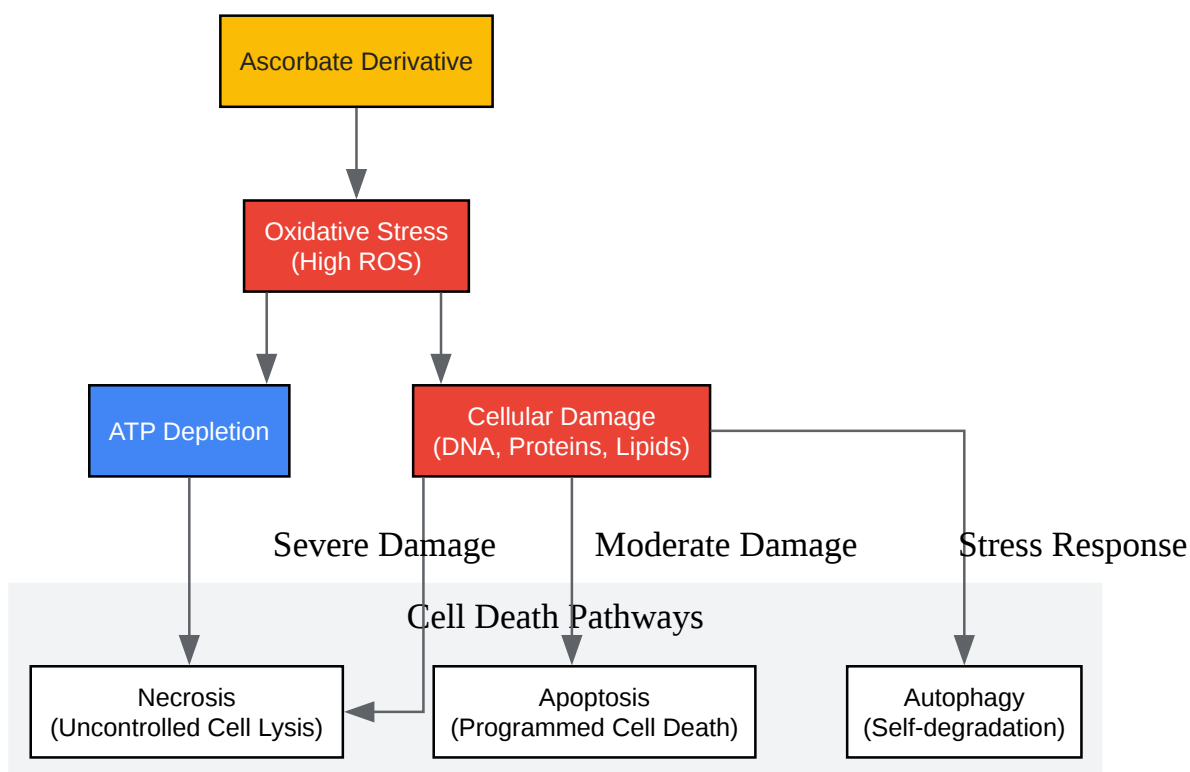 Ascorbate Derivative
Oxidative Stress
(High ROS)
ATP Depletion
Cellular Damage
(DNA, Proteins, Lipids)
Severe Damage
Moderate Damage
Stress Response
Cell Death Pathways
Necrosis
(Uncontrolled Cell Lysis)
Apoptosis
(Programmed Cell Death)
Autophagy
(Self-degradation)